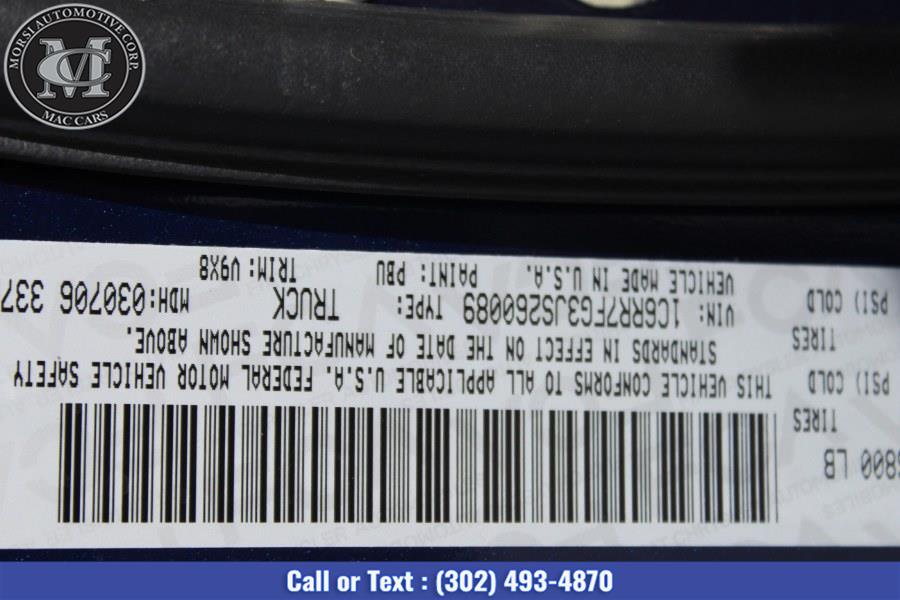 MORSI AUTOMOTIVE CORP.
MC
MAC CARS
6800 LB
TIRES
PSI) COLD
TIRES
PSI) COLD
THIS VEHICLE CONFORMS TO ALL APPLICABLE U.S.A. FEDERAL MOTOR VEHICLE SAFETY
STANDARDS IN EFFECT ON THE DATE OF MANUFACTURE SHOWN ABOVE.
VIN: 1C6RR7FG3JS260089 TYPE: TRUCK MDH: 030706 337
VEHICLE MADE IN U.S.A. PAINT: PBU TRIM: V9X8
Call or Text : (302) 493-4870